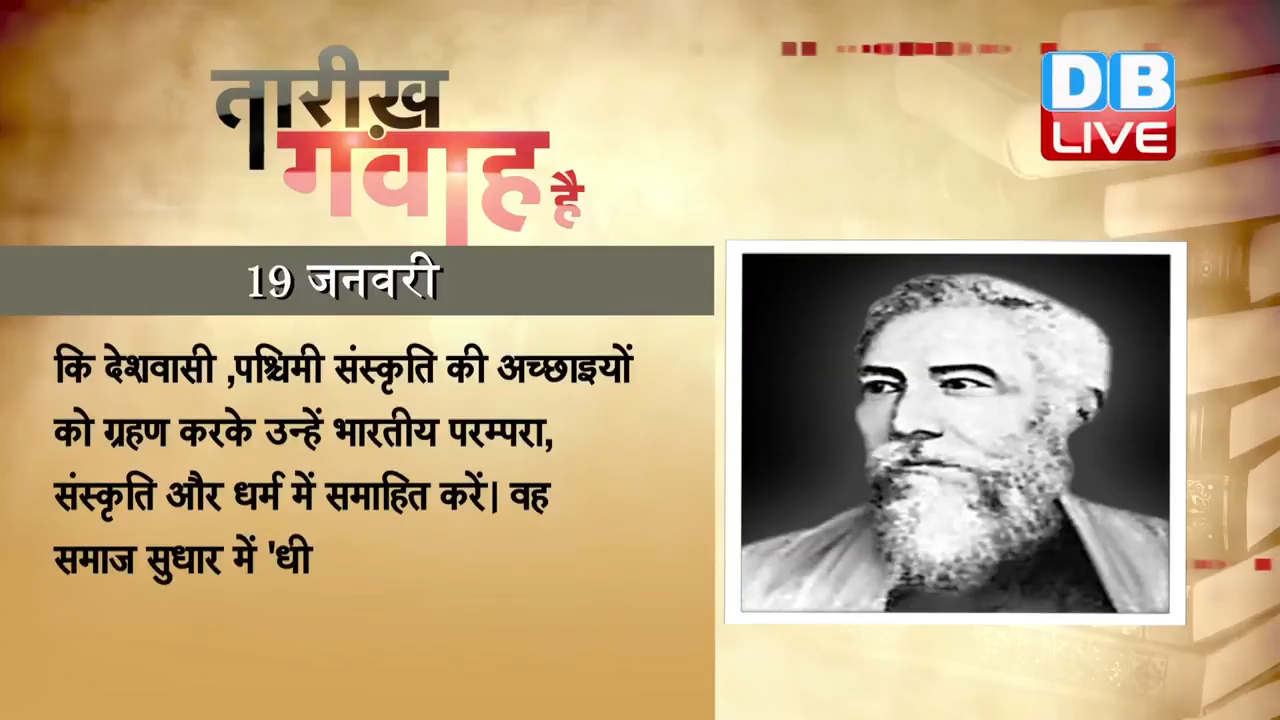 तारीख़
गवाह है
DB
LIVE
19 जनवरी
कि देशवासी ,पश्चिमी संस्कृति की अच्छाइयों
को ग्रहण करके उन्हें भारतीय परम्परा,
संस्कृति और धर्म में समाहित करें। वह
समाज सुधार में 'धी